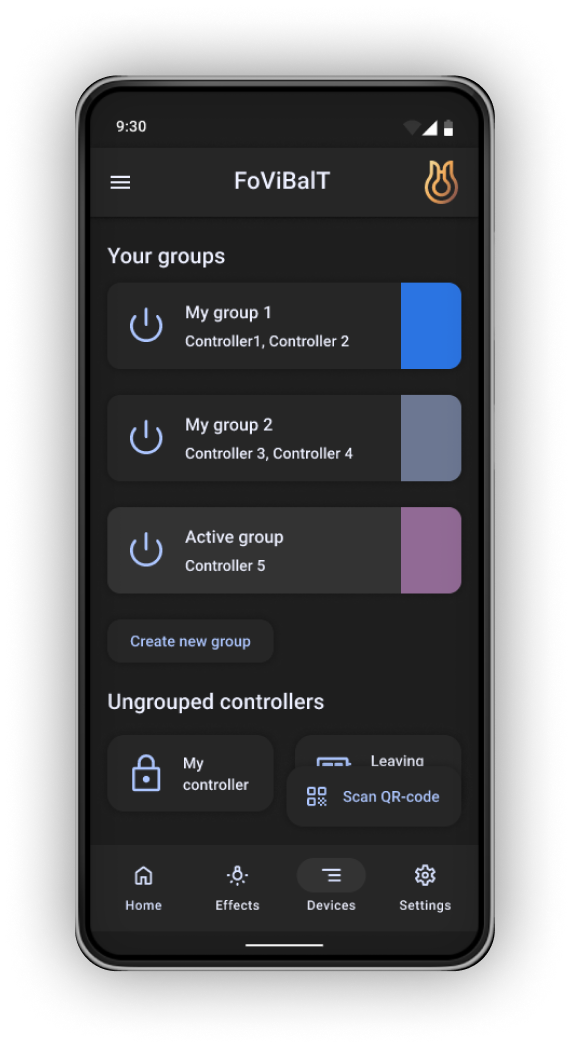 9:30
FoViBalT
Your groups
My group 1
Controller1, Controller 2
My group 2
Controller 3, Controller 4
Active group
Controller 5
Create new group
Ungrouped controllers
My
controller
Leaving
Scan QR-code
Home
Effects
Devices
Settings